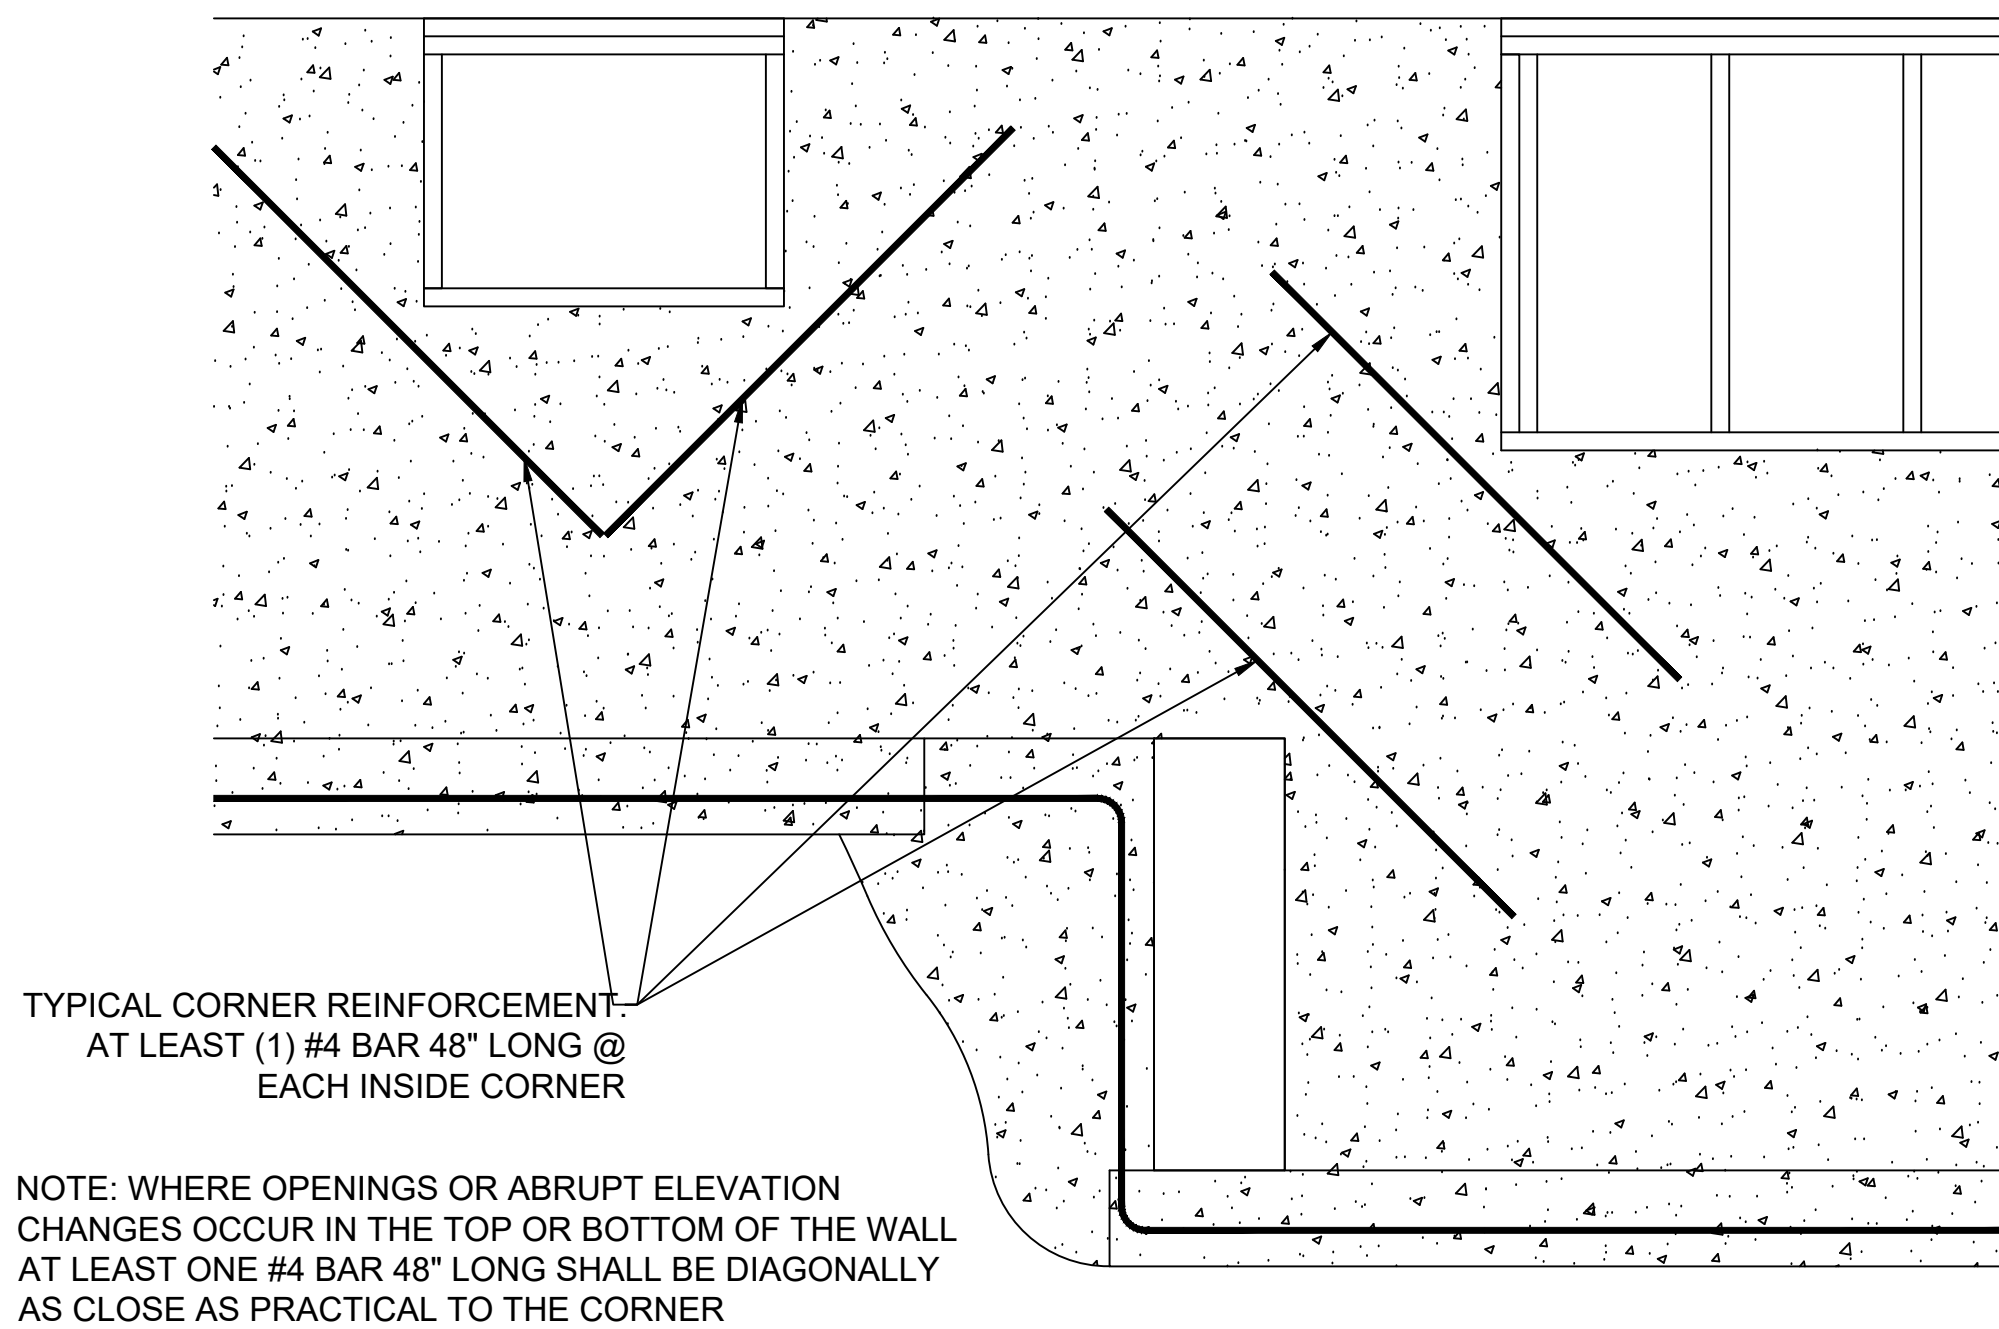 TYPICAL CORNER REINFORCEMENT:
AT LEAST (1) #4 BAR 48" LONG @
EACH INSIDE CORNER
NOTE: WHERE OPENINGS OR ABRUPT ELEVATION
CHANGES OCCUR IN THE TOP OR BOTTOM OF THE WALL
AT LEAST ONE #4 BAR 48" LONG SHALL BE DIAGONALLY
AS CLOSE AS PRACTICAL TO THE CORNER